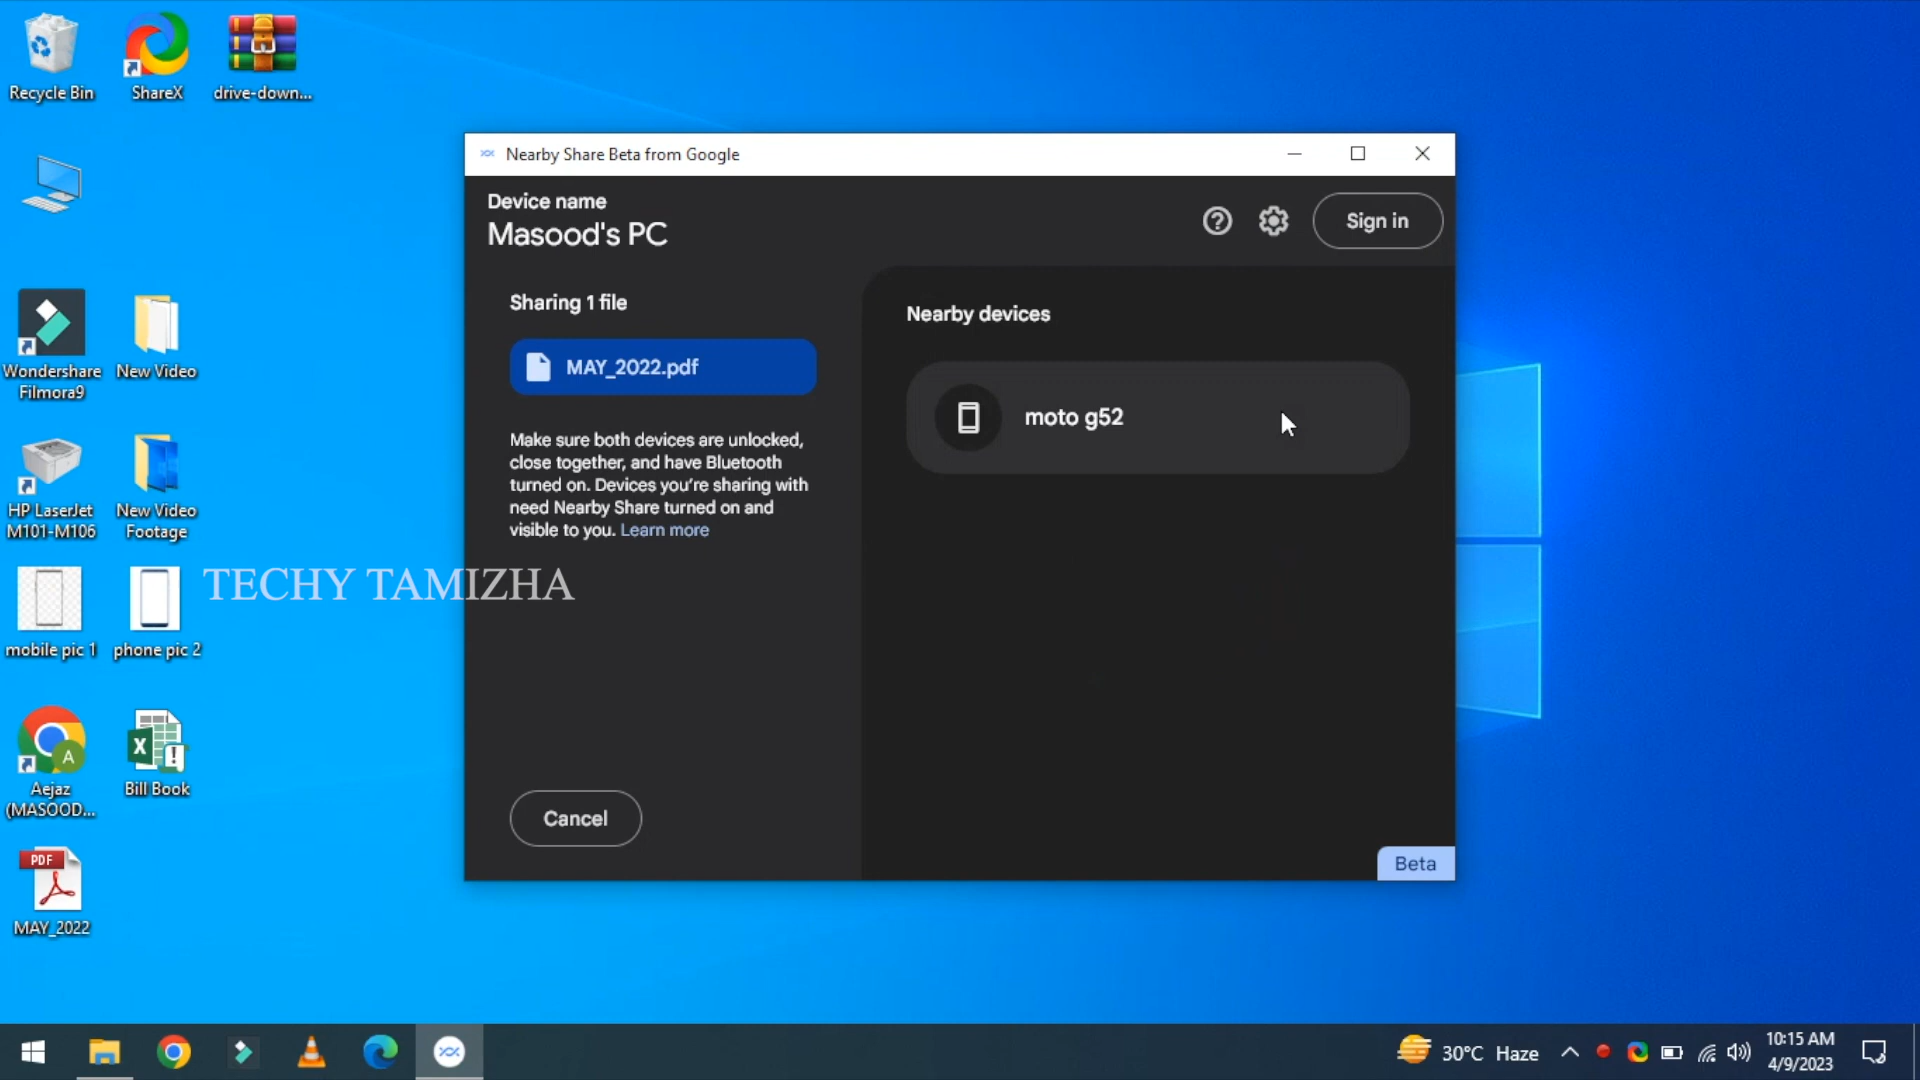 Recycle Bin
ShareX
drive-down...
Wondershare
Filmora9
New Video
HP LaserJet
M101-M106
New Video
Footage
mobile pic 1
phone pic 2
A
Aejaz
(MASOOD...
Bill Book
PDF
MAY_2022
TECHY TAMIZHA
Nearby Share Beta from Google
Device name
Masood's PC
Sign in
Sharing 1 file
MAY_2022.pdf
Make sure both devices are unlocked,
close together, and have Bluetooth
turned on. Devices you're sharing with
need Nearby Share turned on and
visible to you. Learn more
Cancel
Nearby devices
moto g52
Beta
30°C Haze
10:15 AM
4/9/2023